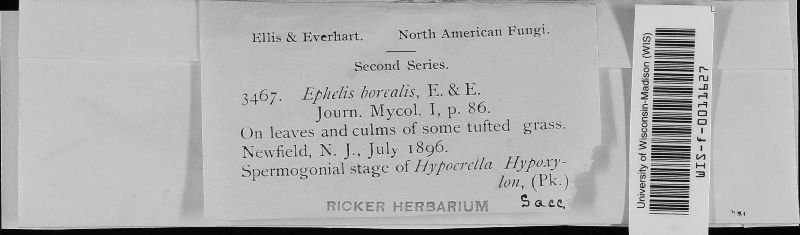 Ellis & Everhart. North American Fungi.
Second Series.
3467. Ephelis borealis, E. & E.
Journ. Mycol. I, p. 86.
On leaves and culms of some tufted grass.
Newfield, N. J., July 1896.
Spermogonial stage of Hypocrella Hypoxy-
lon, (Pk.)
Sacc
RICKER HERBARIUM
University of Wisconsin-Madison (WIS)
WIS-f-0011627